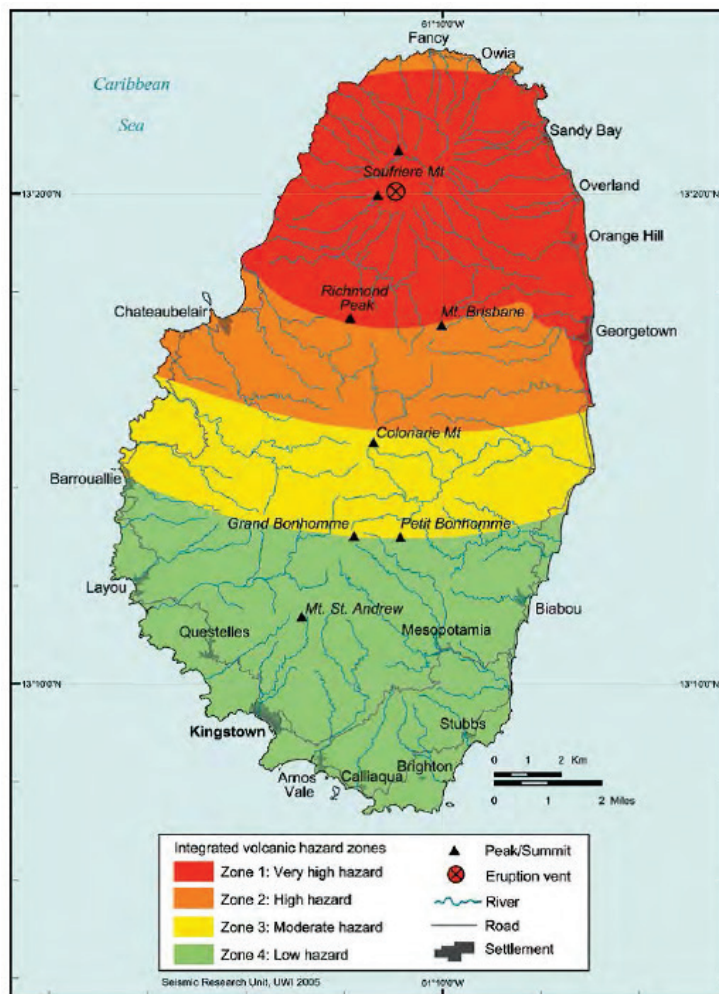 61°10'0"W
Fancy
Owia
Caribbean
Sea
Sandy Bay
Soufriere Mt
Overland
13°20'0"N
13°20'0"N
Orange Hill
Richmond
Peak
Mt. Brisbane
Chateaubelair
Georgetown
Colonarie Mt
Barrouallie
Grand Bonhomme
Petit Bonhomme
Layou
Biabou
Mt. St. Andrew
Questelles
Mesopotamia
13°10'0"N
13°10'0"N
Kingstown
Stubbs
Brighton
Arnos
Vale
Calliaqua
0 1 2 Km
0 1 2 Miles
Integrated volcanic hazard zones
Zone 1: Very high hazard
Zone 2: High hazard
Zone 3: Moderate hazard
Zone 4: Low hazard
Peak/Summit
Eruption vent
River
Road
Settlement
Seismic Research Unit, UWI 2005
61°10'0"W